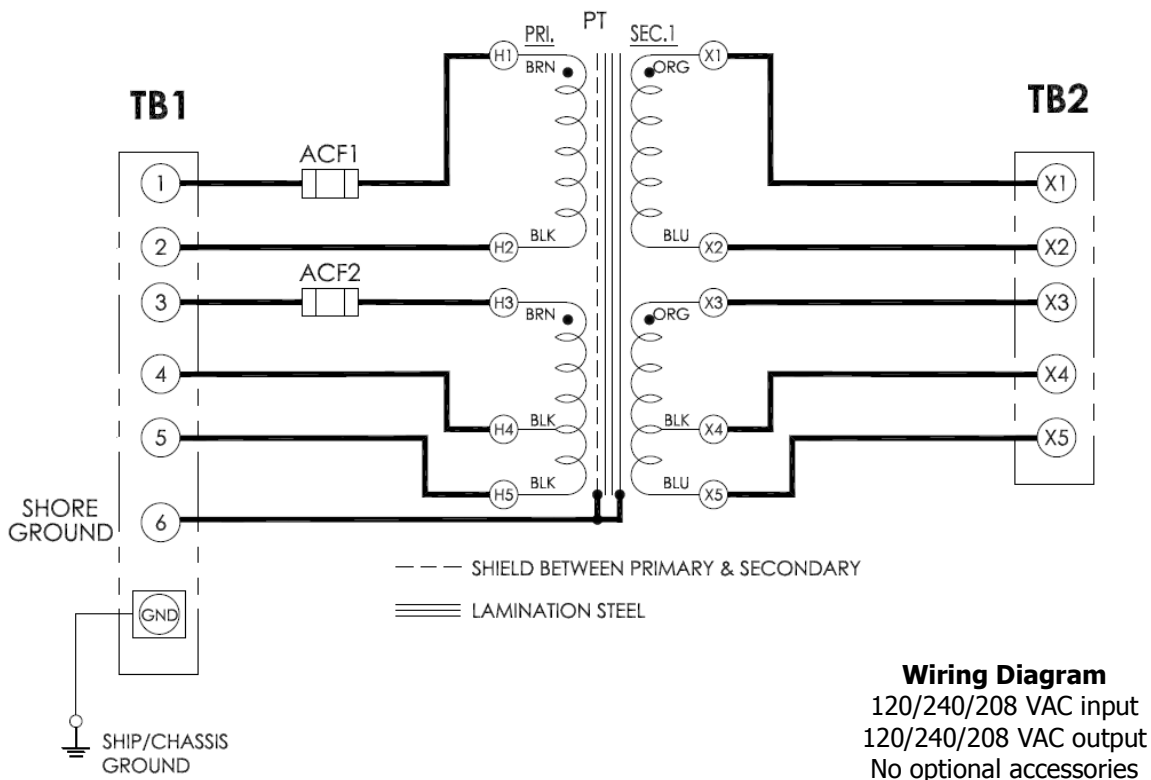 PT
PRI.
SEC.1
H1
BRN
ORG
X1
TB1
TB2
ACF1
1
X1
2
H2
BLK
BLU
X2
X2
ACF2
3
H3
BRN
ORG
X3
X3
4
X4
H4
BLK
BLK
X4
5
X5
H5
BLK
BLU
X5
SHORE
GROUND
6
SHIELD BETWEEN PRIMARY & SECONDARY
LAMINATION STEEL
GND
SHIP/CHASSIS
GROUND
Wiring Diagram
120/240/208 VAC input
120/240/208 VAC output
No optional accessories